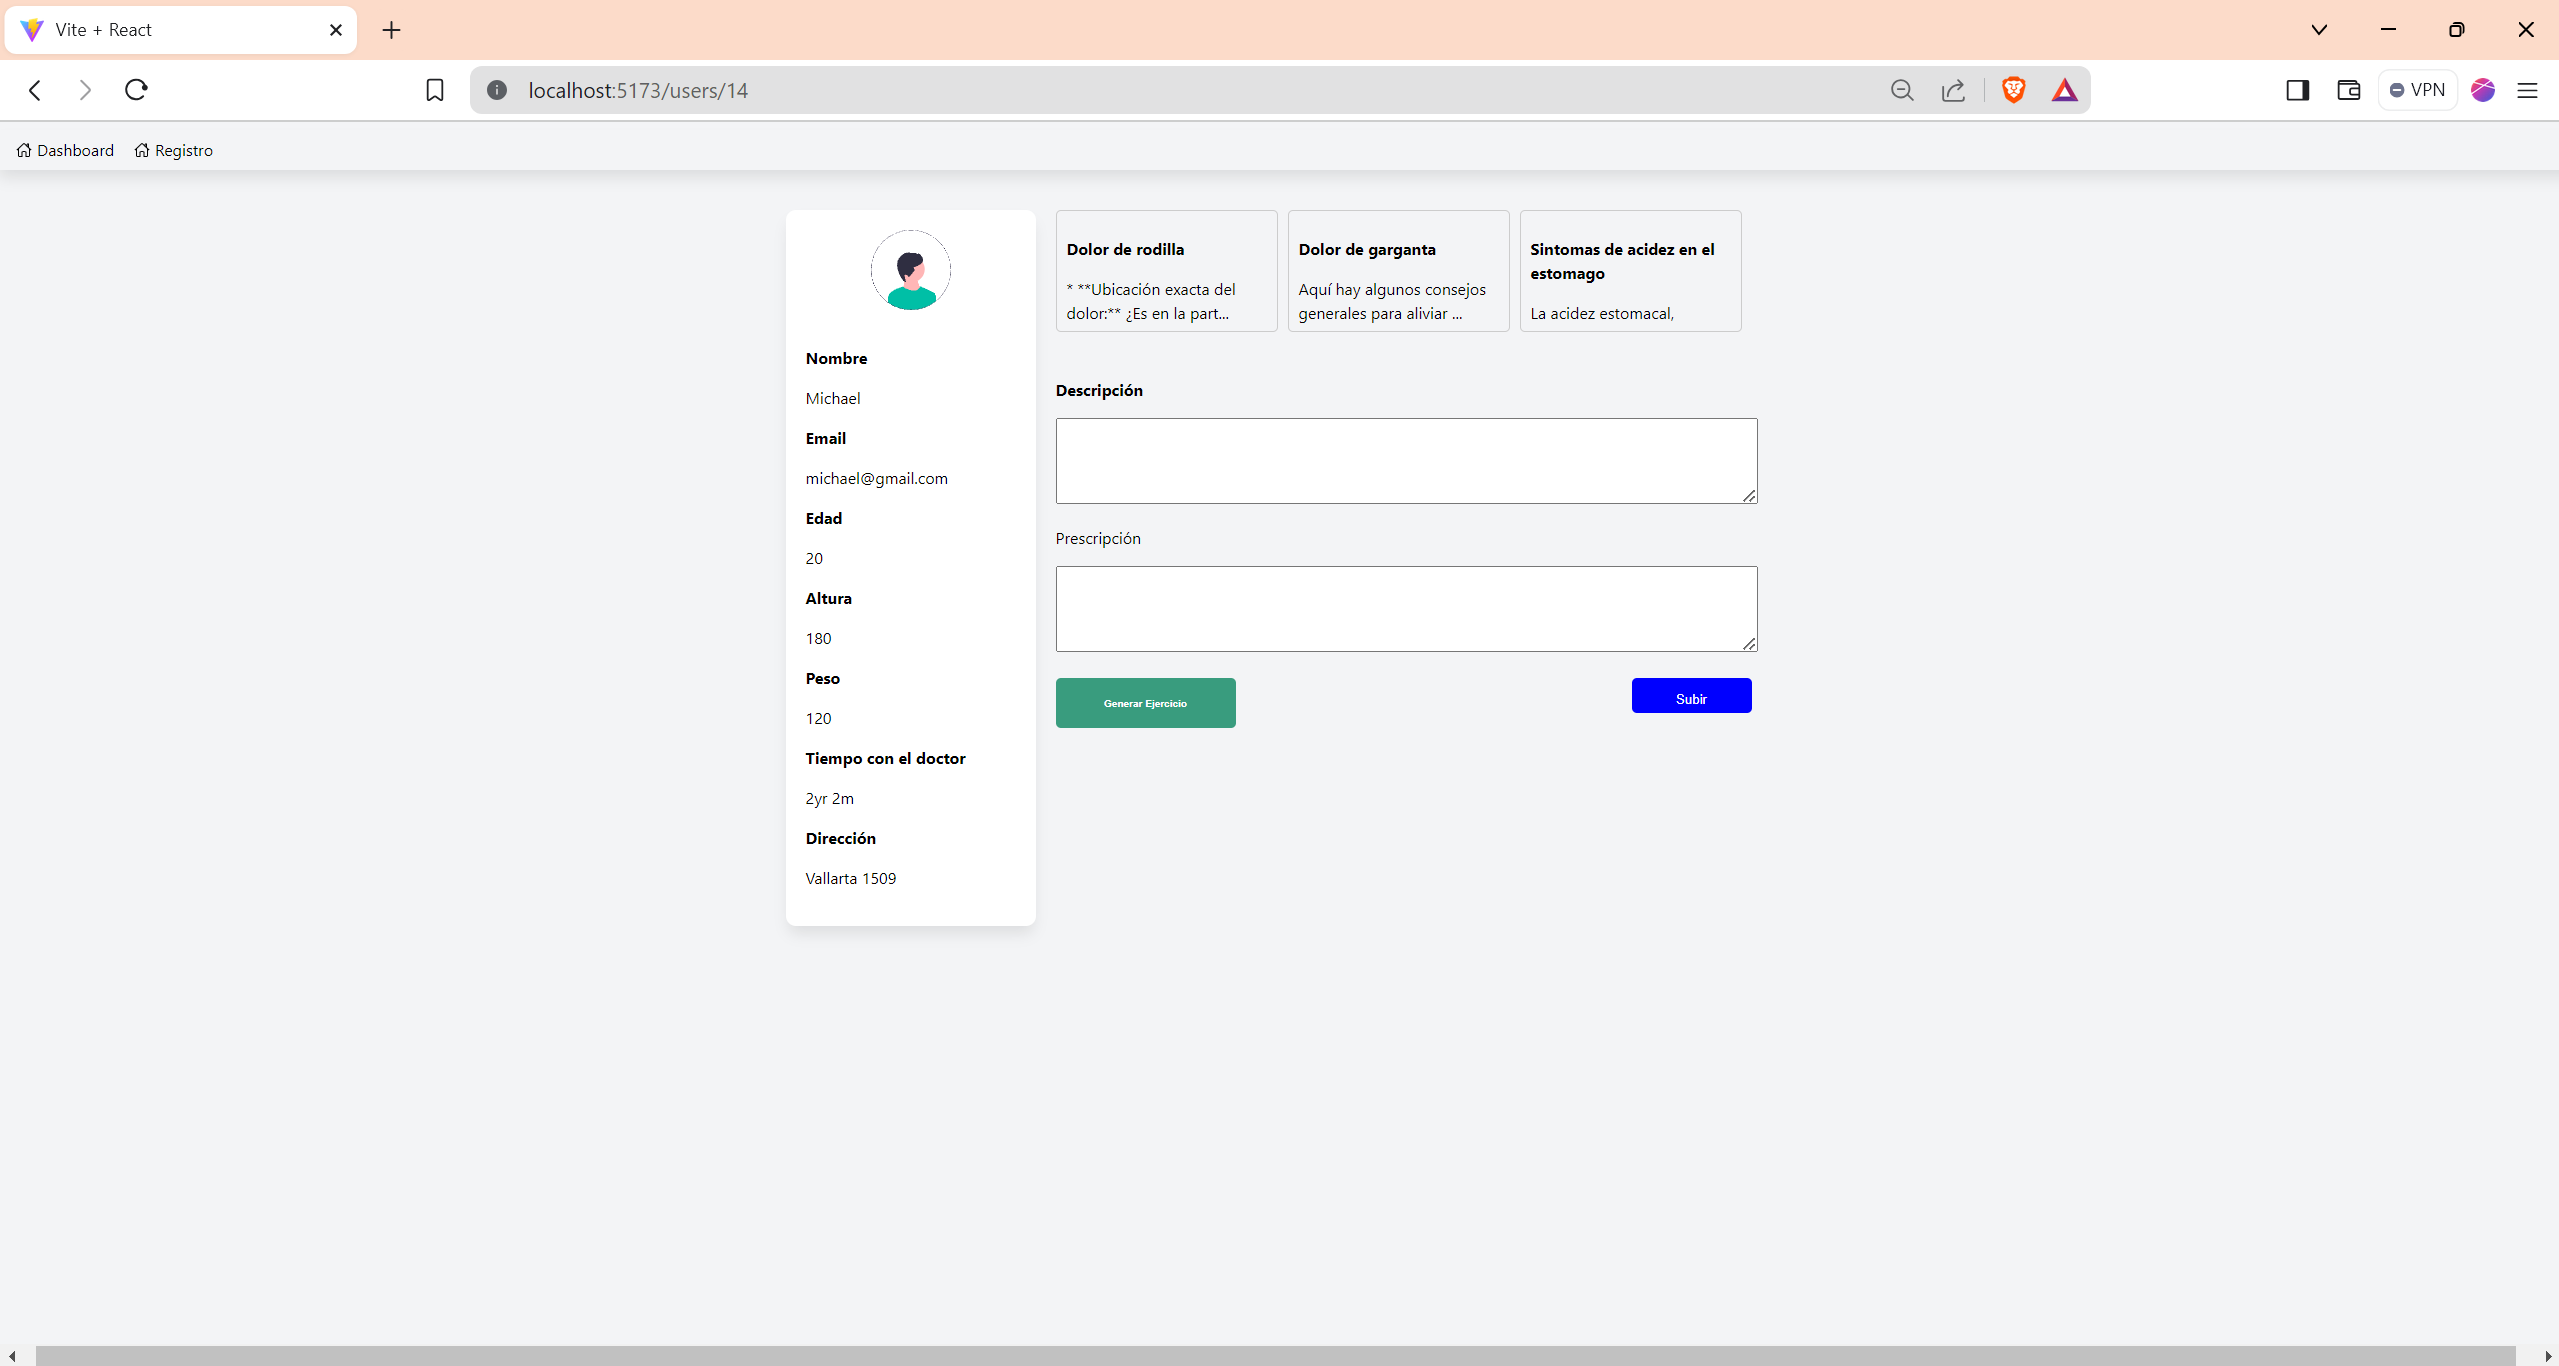 Vite + React
localhost:5173/users/14
VPN
Dashboard
Registro
Nombre
Michael
Email
michael@gmail.com
Edad
20
Altura
180
Peso
120
Tiempo con el doctor
2yr 2m
Dirección
Vallarta 1509
Dolor de rodilla
* **Ubicación exacta del
dolor:** ¿Es en la part...
Dolor de garganta
Aquí hay algunos consejos
generales para aliviar ...
Sintomas de acidez en el
estomago
La acidez estomacal,
Descripción
Prescripción
Generar Ejercicio
Subir